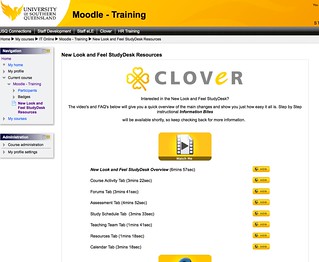 UNIVERSITY
OF SOUTHERN
QUEENSLAND
Moodle - Training
USQ Connections | Staff Development | Staff eLE | Clover | HR Training
Home ▶ My courses ▶ IT Online ▶ Moodle - Training ▶ New Look and Feel StudyDesk Resources
Navigation
Home
My home
My profile
Current course
Moodle - Training
Participants
Badges
New Look and
Feel StudyDesk
Resources
My courses
Administration
Course administration
My profile settings
New Look and Feel StudyDesk Resources
CLOVER
Interested in the New Look and Feel StudyDesk?
The video's and FAQ's below will give you a quick overview of the main changes and show you just how easy it all is. Step by Step
instructional Information Bites
will be available shortly, so keep checking back for more information.
Watch Me
New Look and Feel StudyDesk Overview (6mins 57sec)
Course Activity Tab (3mins 22sec)
Forums Tab (3mins 41sec)
Assessment Tab (4mins 52sec)
Study Schedule Tab (3mins 33sec)
Teaching Team Tab (1mins 41sec)
Resources Tab (1mins 18sec)
Calendar Tab (3mins 16sec)